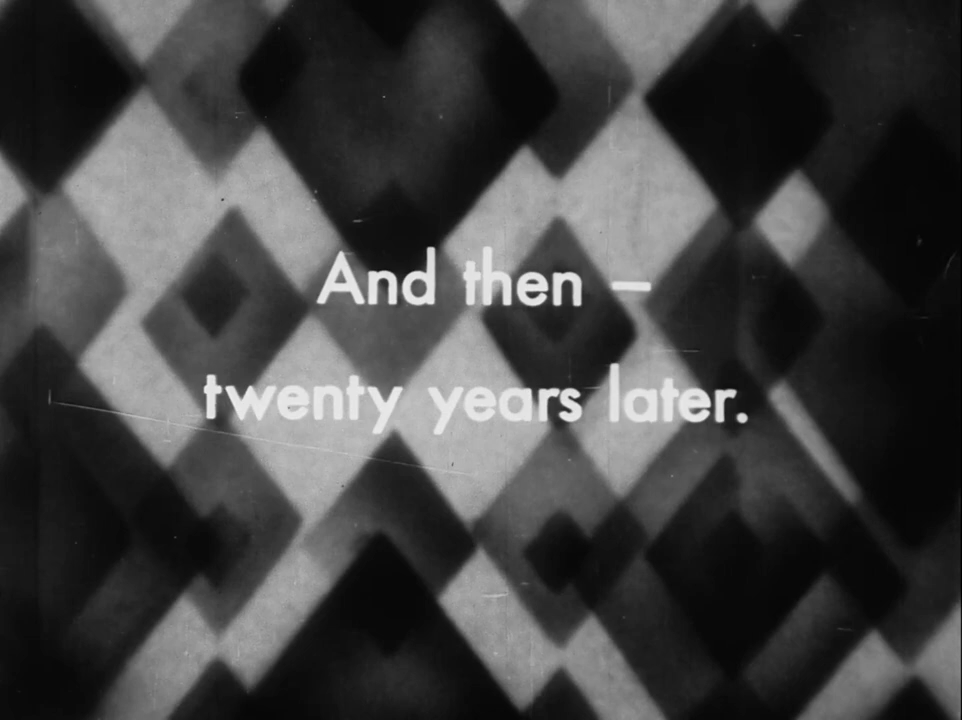 And then —
twenty years later.